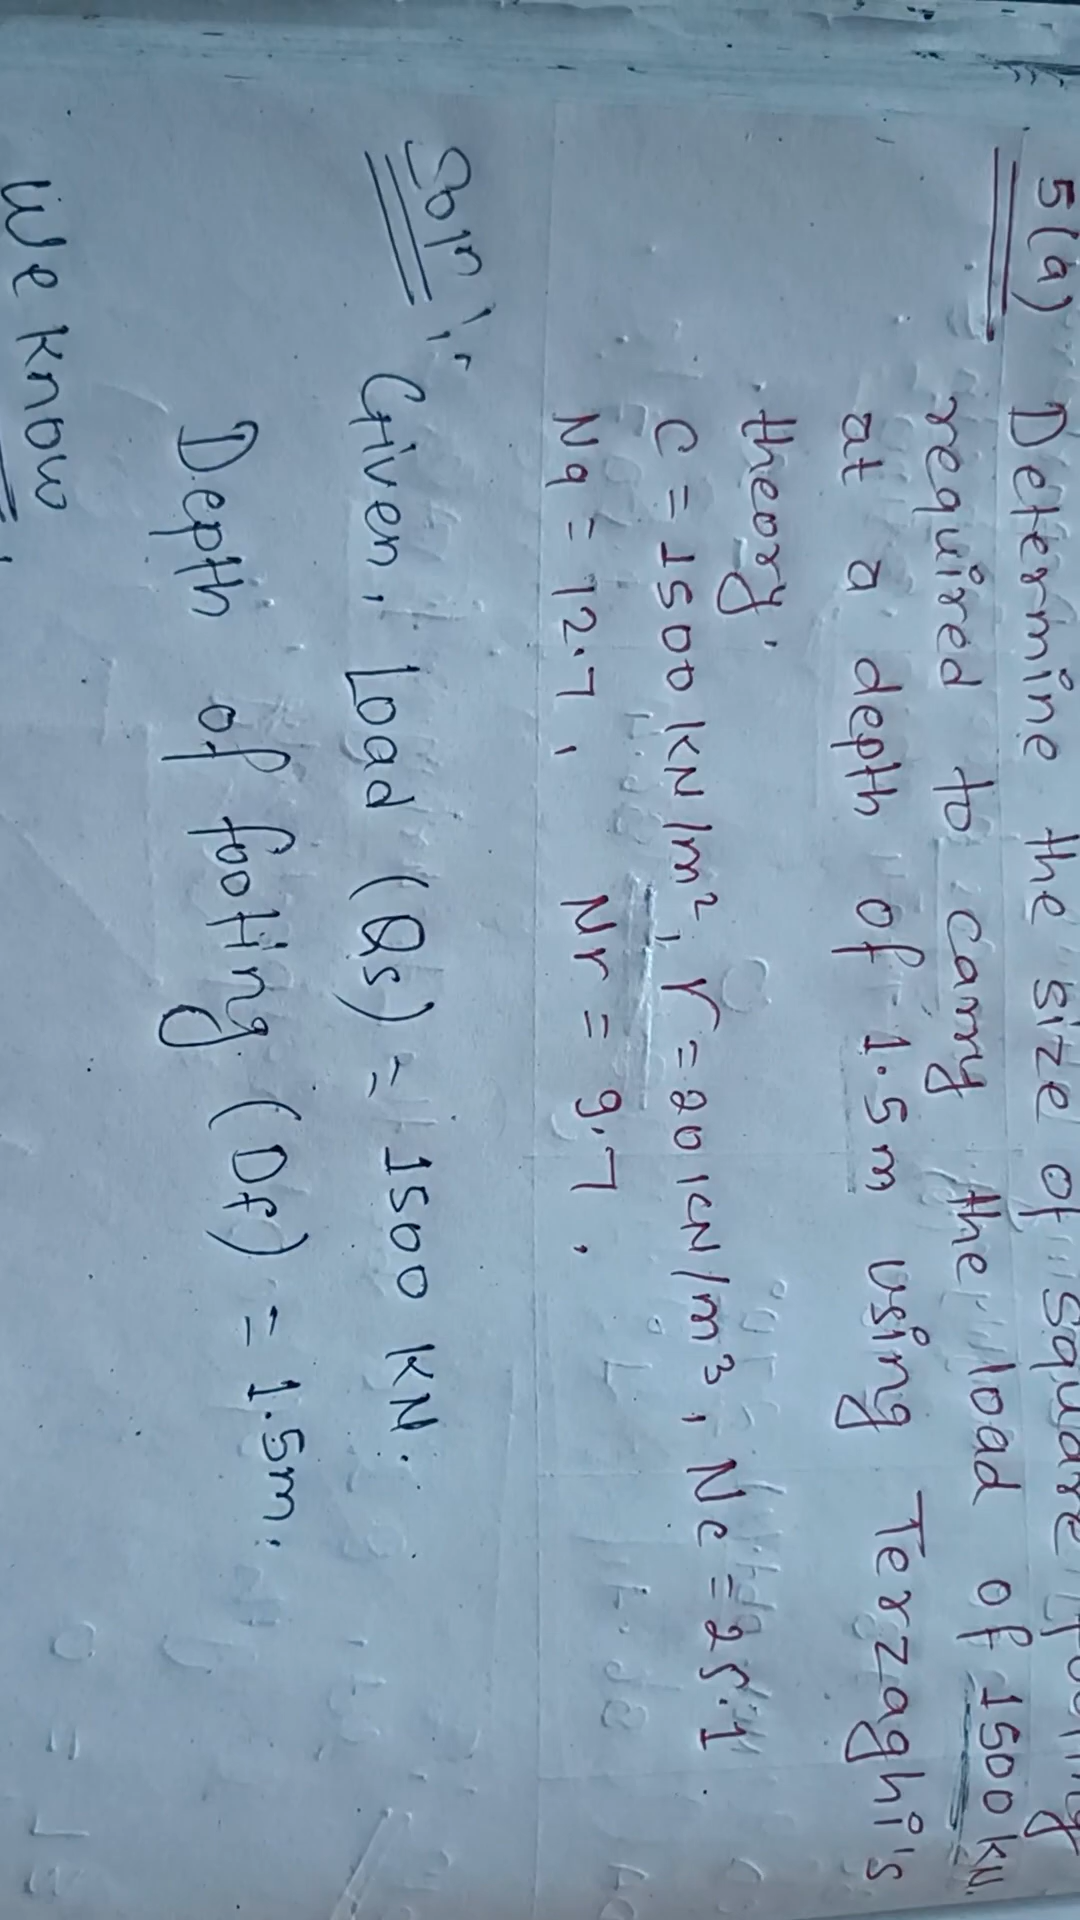 5(a) Determine the size of square footing
required to carry the load of 1500 kN.
at a depth of 1.5m using Terzaghi's
theory.
C = 1500 kN/m², γ = 20 kN/m³, Nc = 25.1
Nq = 12.7, Nr = 9.7.
Soln:- Given, Load (Qs) = 1500 kN.
Depth of footing (Df) = 1.5m.
We know